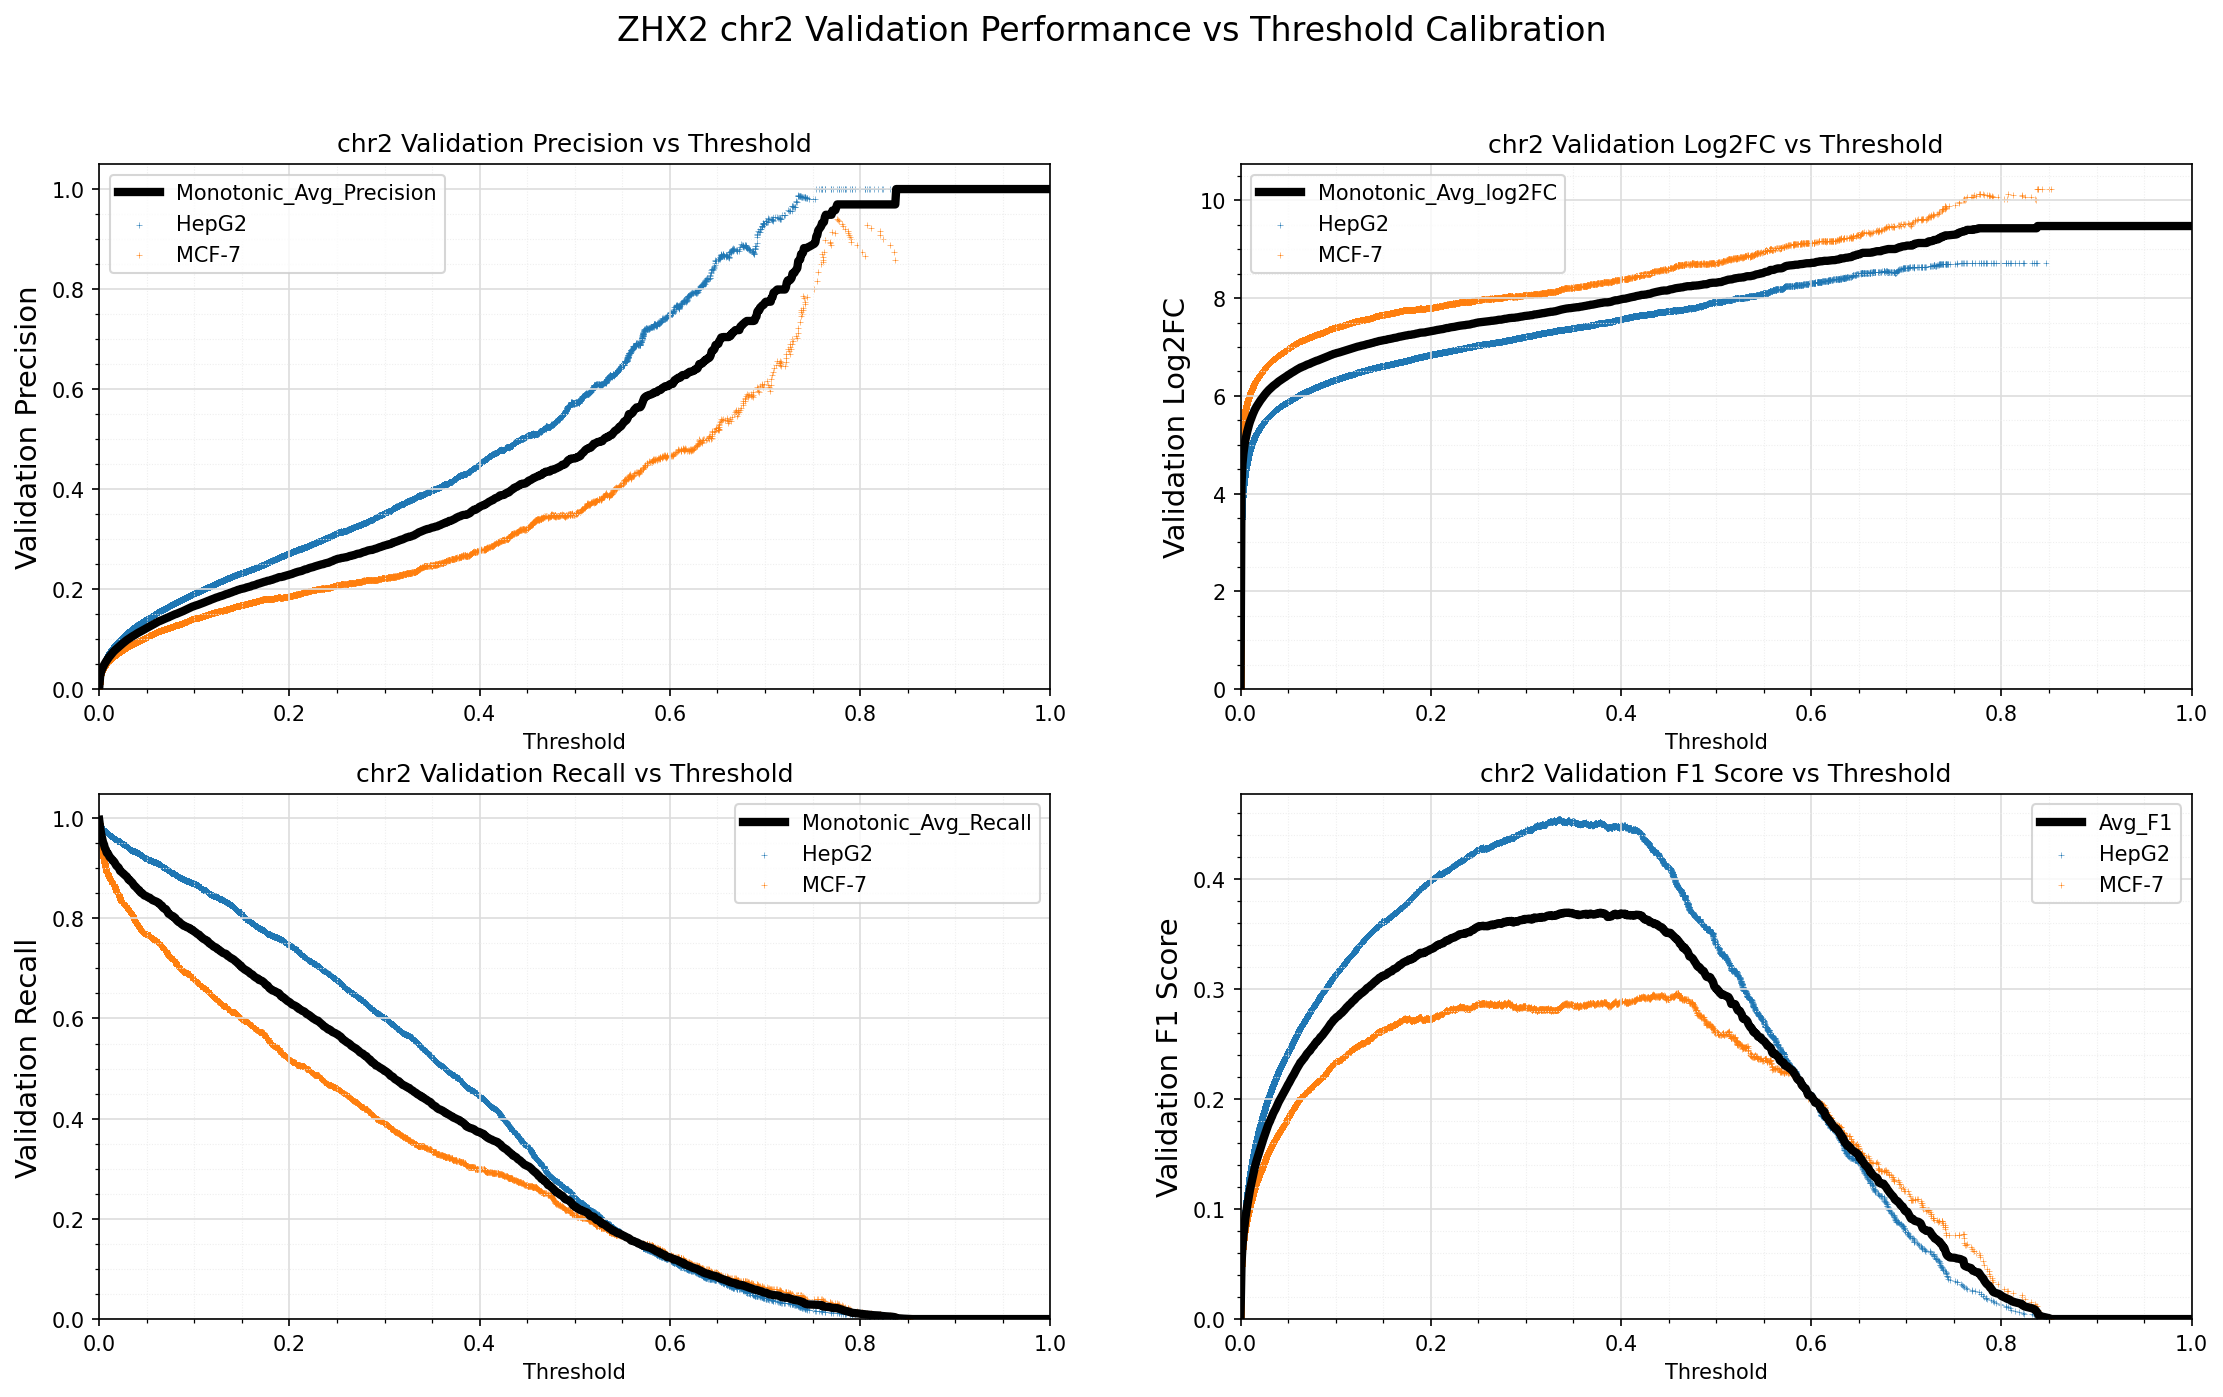 ZHX2 chr2 Validation Performance vs Threshold Calibration
chr2 Validation Precision vs Threshold
Monotonic_Avg_Precision
HepG2
MCF-7
Validation Precision
1.0
0.8
0.6
0.4
0.2
0.0
0.0 0.2 0.4 0.6 0.8 1.0
Threshold
chr2 Validation Log2FC vs Threshold
Monotonic_Avg_log2FC
HepG2
MCF-7
Validation Log2FC
10
8
6
4
2
0
0.0 0.2 0.4 0.6 0.8 1.0
Threshold
chr2 Validation Recall vs Threshold
Monotonic_Avg_Recall
HepG2
MCF-7
Validation Recall
1.0
0.8
0.6
0.4
0.2
0.0
0.0 0.2 0.4 0.6 0.8 1.0
Threshold
chr2 Validation F1 Score vs Threshold
Avg_F1
HepG2
MCF-7
Validation F1 Score
0.4
0.3
0.2
0.1
0.0
0.0 0.2 0.4 0.6 0.8 1.0
Threshold